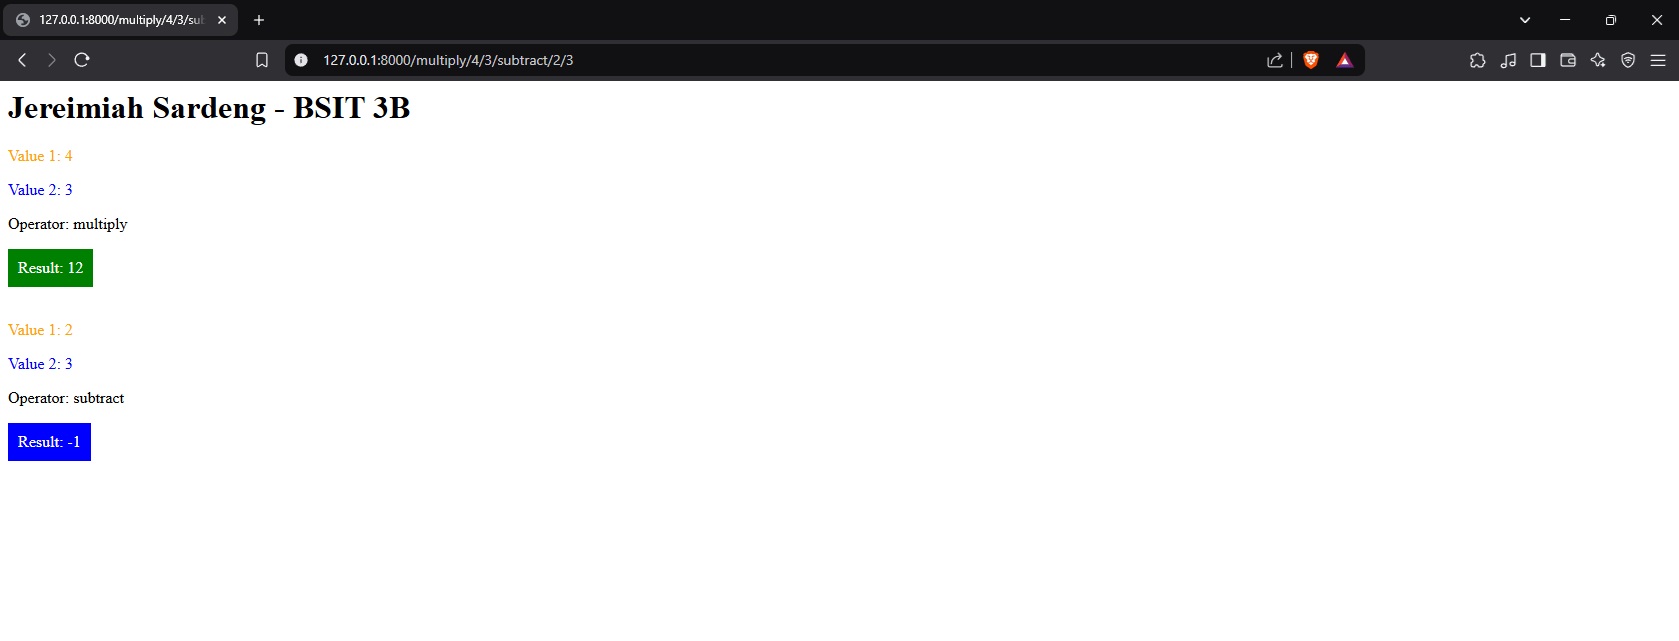 127.0.0.1:8000/multiply/4/3/su
127.0.0.1:8000/multiply/4/3/subtract/2/3
Jereimiah Sardeng - BSIT 3B
Value 1: 4
Value 2: 3
Operator: multiply
Result: 12
Value 1: 2
Value 2: 3
Operator: subtract
Result: -1